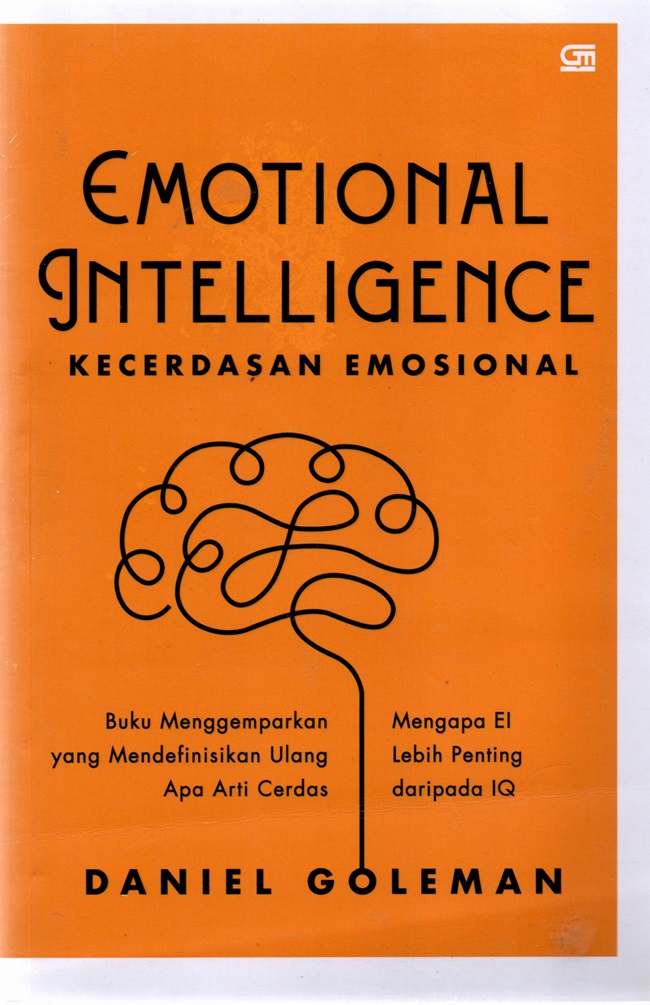 GM
EMOTIONAL
INTELLIGENCE
KECERDASAN EMOSIONAL
Buku Menggemparkan
yang Mendefinisikan Ulang
Apa Arti Cerdas
Mengapa EI
Lebih Penting
daripada IQ
DANIEL GOLEMAN